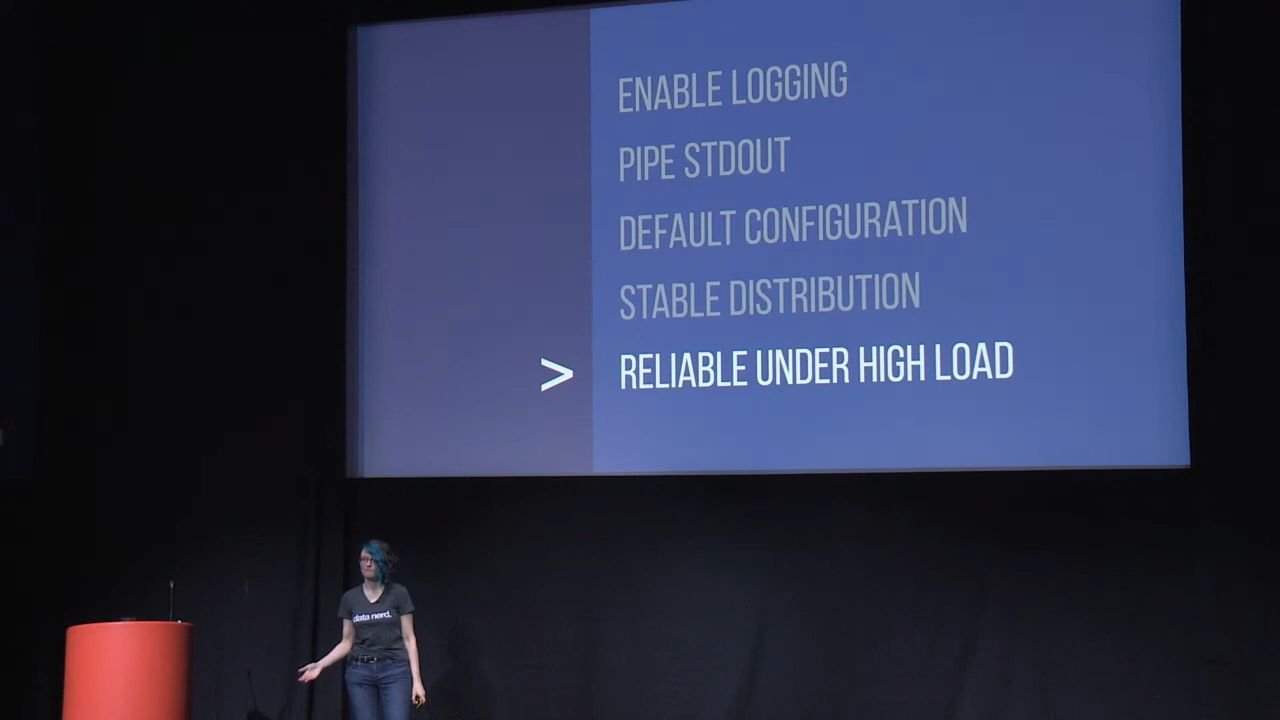 ENABLE LOGGING
PIPE STDOUT
DEFAULT CONFIGURATION
STABLE DISTRIBUTION
> RELIABLE UNDER HIGH LOAD
data nerd.